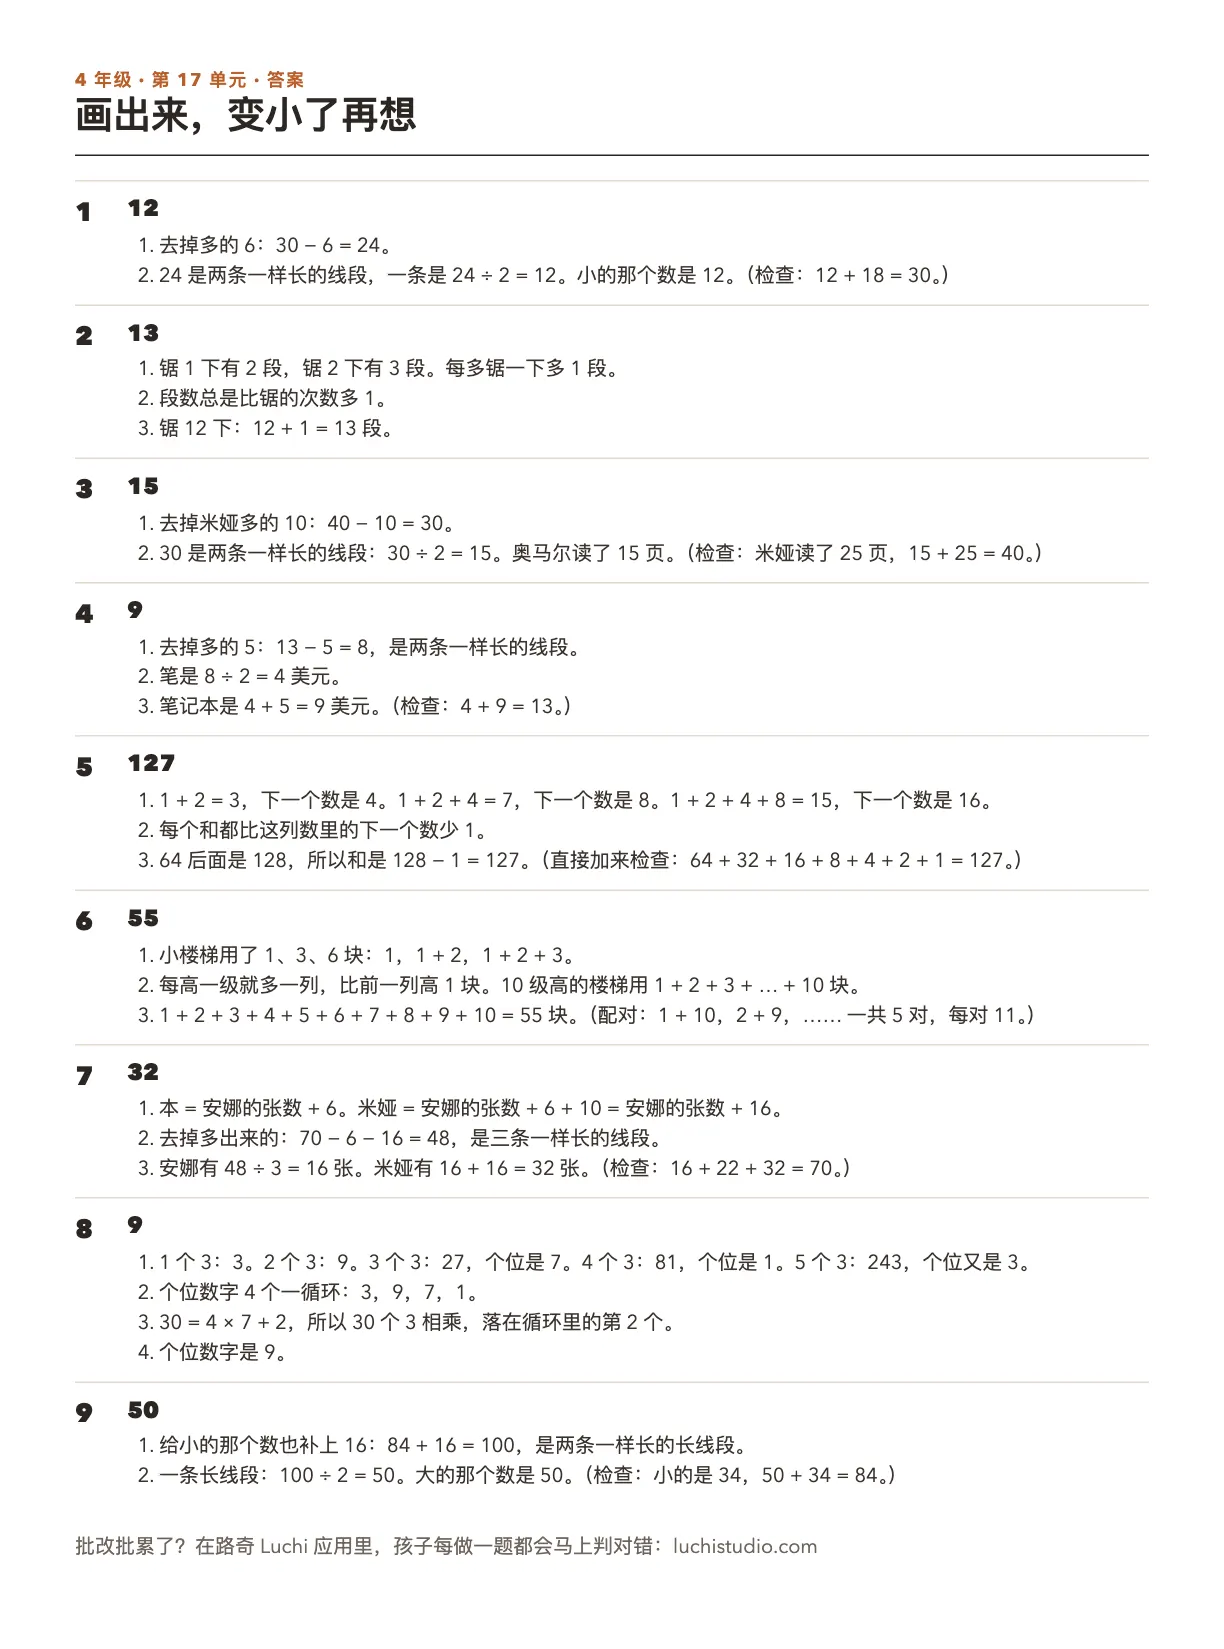 4 年级 · 第 17 单元 · 答案
画出来，变小了再想
1 12
1. 去掉多的 6：30 – 6 = 24。
2. 24 是两条一样长的线段，一条是 24 ÷ 2 = 12。小的那个数是 12。（检查：12 + 18 = 30。）
2 13
1. 锯 1 下有 2 段，锯 2 下有 3 段。每多锯一下多 1 段。
2. 段数总是比锯的次数多 1。
3. 锯 12 下：12 + 1 = 13 段。
3 15
1. 去掉米娅多的 10：40 – 10 = 30。
2. 30 是两条一样长的线段：30 ÷ 2 = 15。奥马尔读了 15 页。（检查：米娅读了 25 页，15 + 25 = 40。）
4 9
1. 去掉多的 5：13 – 5 = 8，是两条一样长的线段。
2. 笔是 8 ÷ 2 = 4 美元。
3. 笔记本是 4 + 5 = 9 美元。（检查：4 + 9 = 13。）
5 127
1. 1 + 2 = 3，下一个数是 4。1 + 2 + 4 = 7，下一个数是 8。1 + 2 + 4 + 8 = 15，下一个数是 16。
2. 每个和都比这列数里的下一个数少 1。
3. 64 后面是 128，所以和是 128 – 1 = 127。（直接加来检查：64 + 32 + 16 + 8 + 4 + 2 + 1 = 127。）
6 55
1. 小楼梯用了 1、3、6 块：1，1 + 2，1 + 2 + 3。
2. 每高一级就多一列，比前一列高 1 块。10 级高的楼梯用 1 + 2 + 3 + … + 10 块。
3. 1 + 2 + 3 + 4 + 5 + 6 + 7 + 8 + 9 + 10 = 55 块。（配对：1 + 10，2 + 9，…… 一共 5 对，每对 11。）
7 32
1. 本 = 安娜的张数 + 6。米娅 = 安娜的张数 + 6 + 10 = 安娜的张数 + 16。
2. 去掉多出来的：70 – 6 – 16 = 48，是三条一样长的线段。
3. 安娜有 48 ÷ 3 = 16 张。米娅有 16 + 16 = 32 张。（检查：16 + 22 + 32 = 70。）
8 9
1. 1 个 3：3。2 个 3：9。3 个 3：27，个位是 7。4 个 3：81，个位是 1。5 个 3：243，个位又是 3。
2. 个位数字 4 个一循环：3，9，7，1。
3. 30 = 4 × 7 + 2，所以 30 个 3 相乘，落在循环里的第 2 个。
4. 个位数字是 9。
9 50
1. 给小的那个数也补上 16：84 + 16 = 100，是两条一样长的长线段。
2. 一条长线段：100 ÷ 2 = 50。大的那个数是 50。（检查：小的是 34，50 + 34 = 84。）
批改批累了？在路奇 Luchi 应用里，孩子每做一题都会马上判对错：luchistudio.com